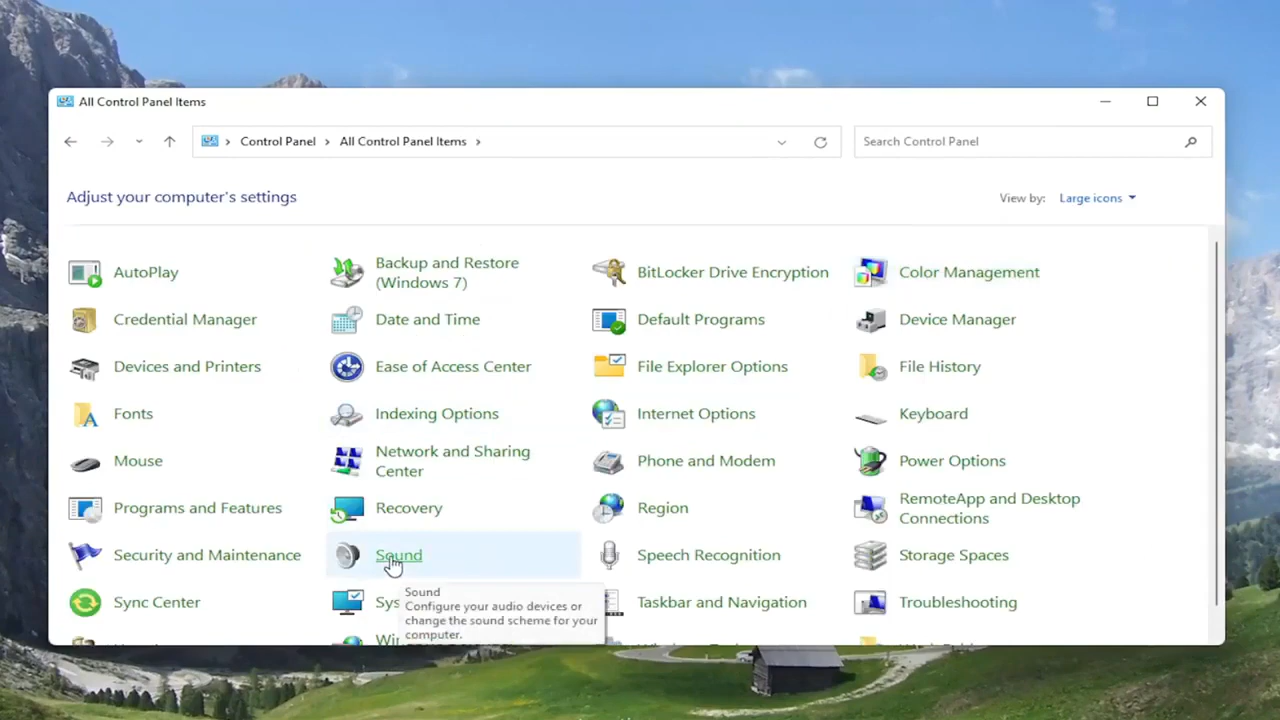 All Control Panel Items
Control Panel
All Control Panel Items
Search Control Panel
Adjust your computer's settings
View by:
Large icons
AutoPlay
Backup and Restore
(Windows 7)
BitLocker Drive Encryption
Color Management
Credential Manager
Date and Time
Default Programs
Device Manager
Devices and Printers
Ease of Access Center
File Explorer Options
File History
Fonts
Indexing Options
Internet Options
Keyboard
Mouse
Network and Sharing
Center
Phone and Modem
Power Options
Programs and Features
Recovery
Region
RemoteApp and Desktop
Connections
Security and Maintenance
Sound
Speech Recognition
Storage Spaces
Sync Center
Sys
Taskbar and Navigation
Troubleshooting
Sound
Configure your audio devices or
change the sound scheme for your
computer.